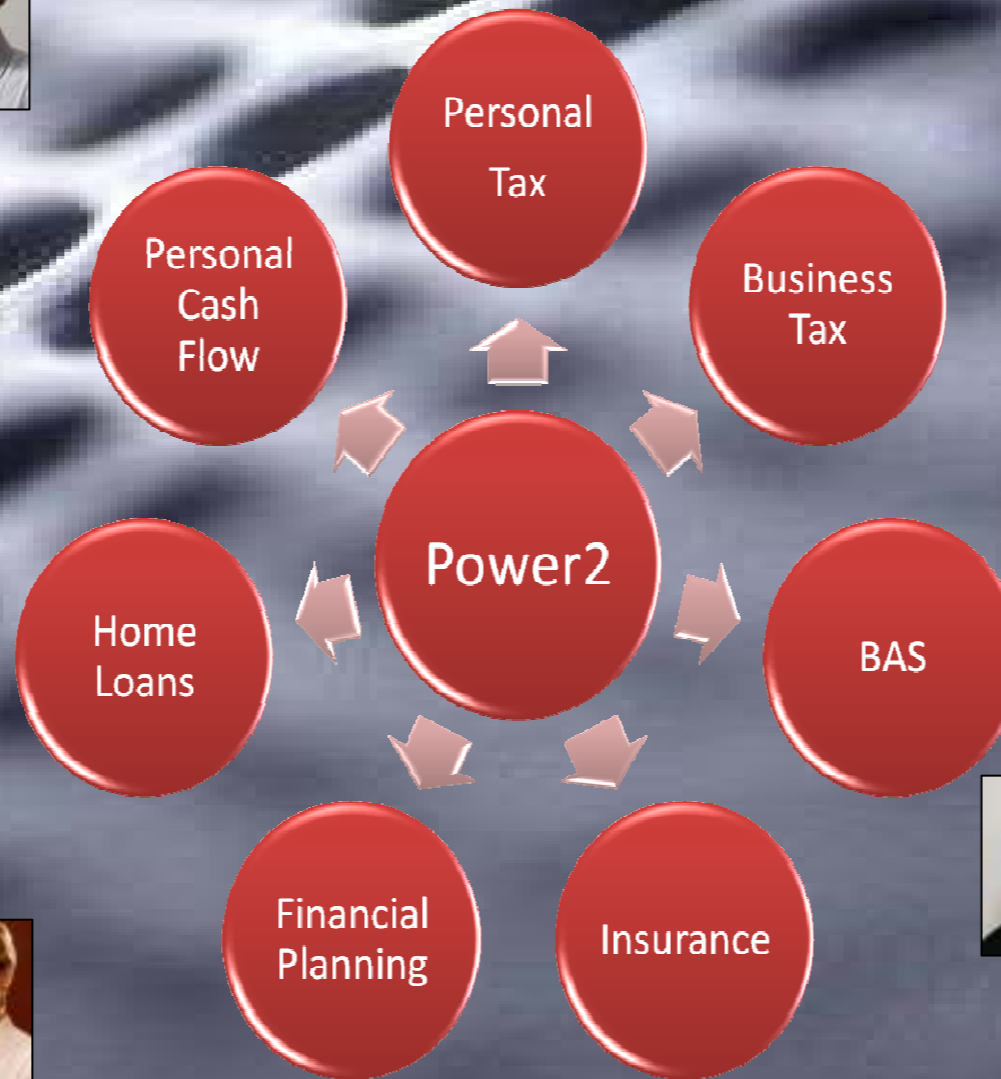 Personal
Tax
Personal
Cash
Flow
Business
Tax
Power2
Home
Loans
BAS
Financial
Planning
Insurance